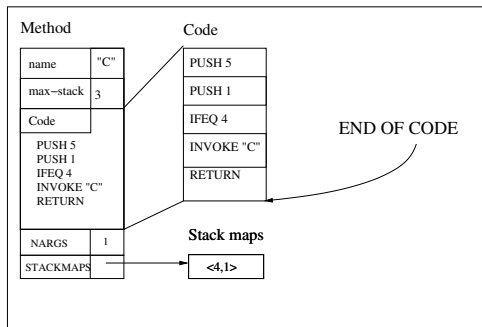 Method
name "C"
max-stack 3
Code
PUSH 5
PUSH 1
IFEQ 4
INVOKE "C"
RETURN
NARGS 1
STACKMAPS
Code
PUSH 5
PUSH 1
IFEQ 4
INVOKE "C"
RETURN
END OF CODE
Stack maps
<4,1>